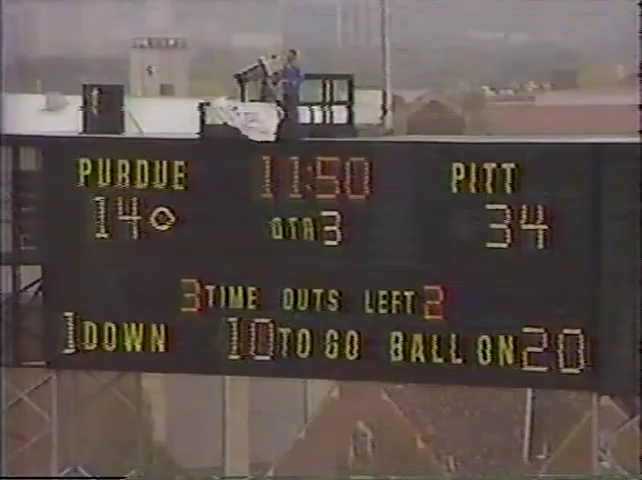 PURDUE 11:50 PITT
14 QTR 3 34
3 TIME OUTS LEFT 2
1 DOWN 10 TO GO BALL ON 20